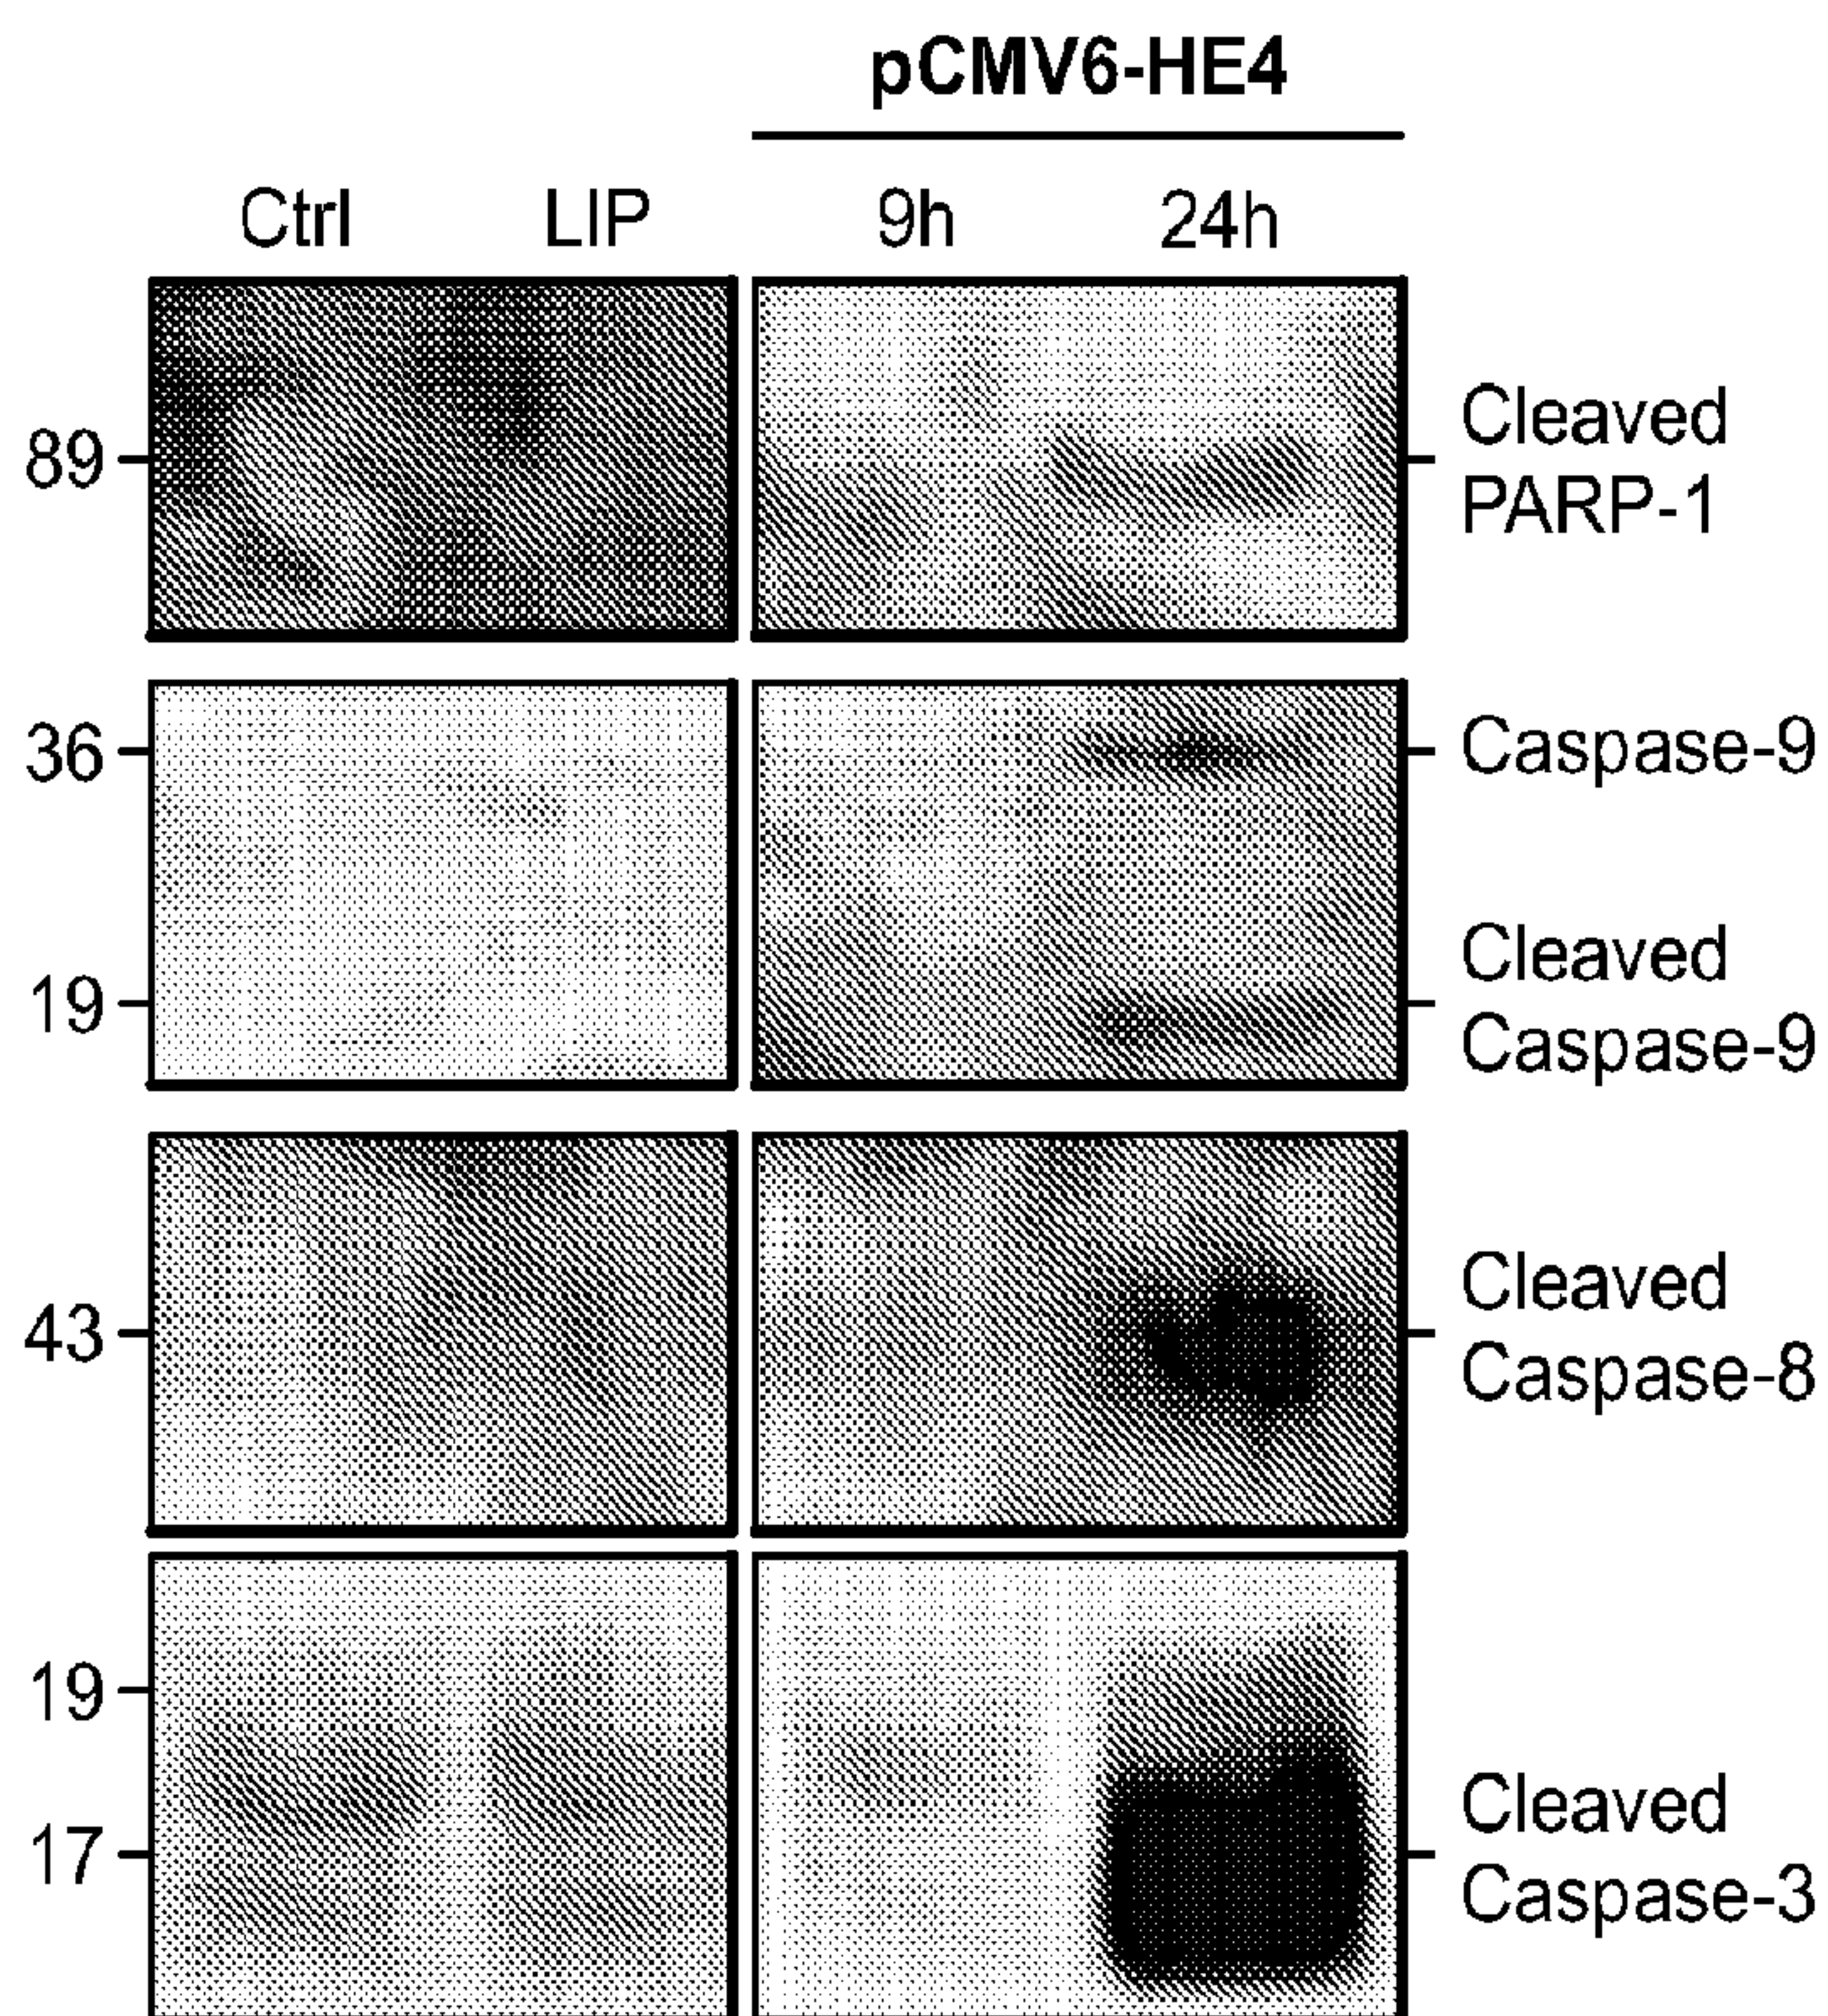 pCMV6-HE4
Ctrl LIP 9h 24h
89
Cleaved
PARP-1
36
Caspase-9
19
Cleaved
Caspase-9
43
Cleaved
Caspase-8
19
17
Cleaved
Caspase-3